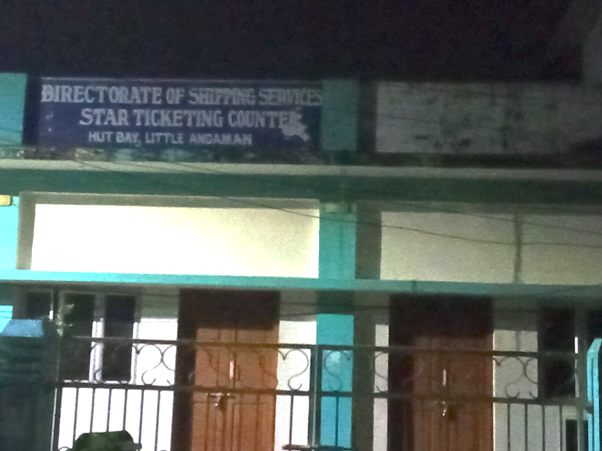 DIRECTORATE OF SHIPPING SERVICES
STAR TICKETING COUNTER
HUT BAY, LITTLE ANDAMAN